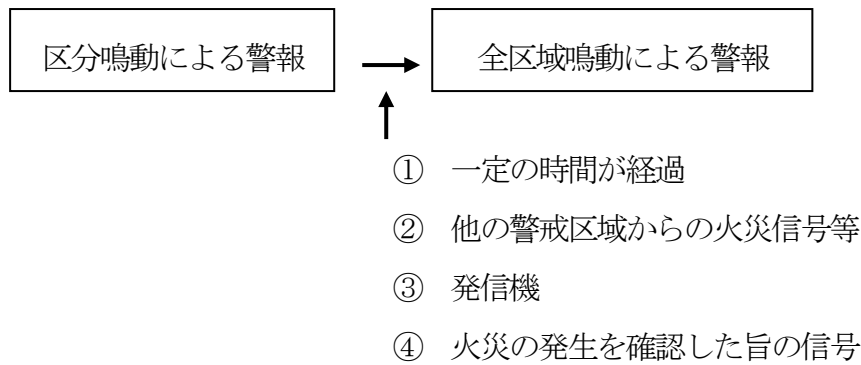 区分鳴動による警報
全区域鳴動による警報
① 一定の時間が経過
② 他の警戒区域からの火災信号等
③ 発信機
④ 火災の発生を確認した旨の信号